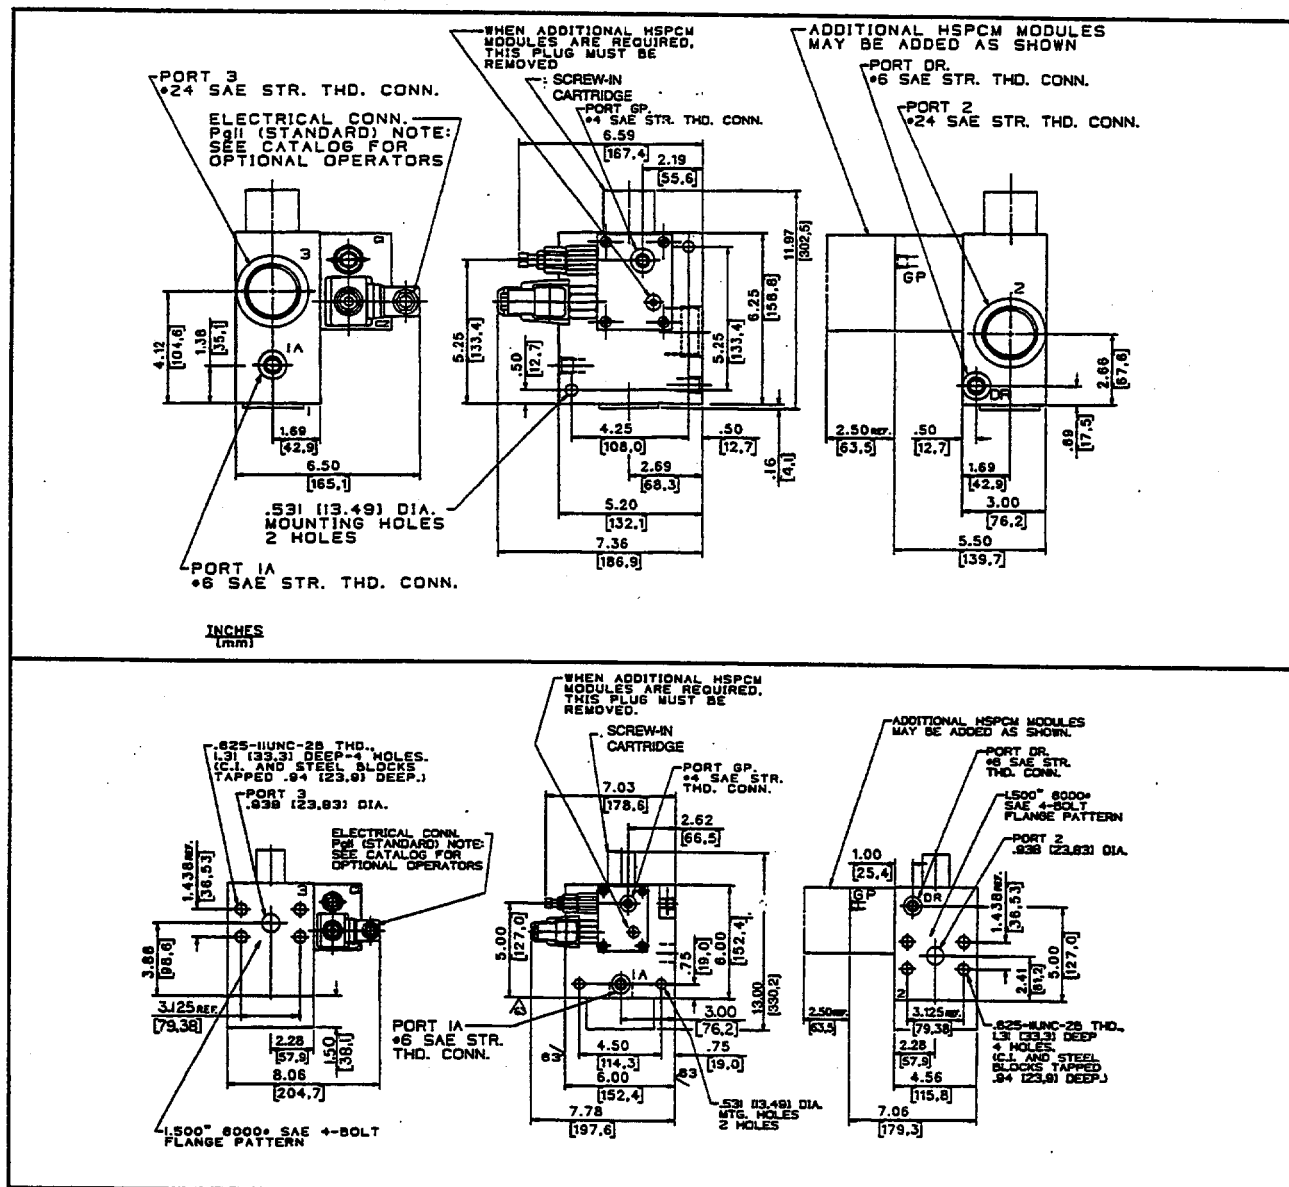 WHEN ADDITIONAL HSPCM
MODULES ARE REQUIRED,
THIS PLUG MUST BE
REMOVED
ADDITIONAL HSPCM MODULES
MAY BE ADDED AS SHOWN
PORT 3
#24 SAE STR. THD. CONN.
SCREW-IN
CARTRIDGE
PORT DR.
#6 SAE STR. THD. CONN.
ELECTRICAL CONN.
Pg11 (STANDARD) NOTE:
SEE CATALOG FOR
OPTIONAL OPERATORS
PORT GP.
#4 SAE STR. THD. CONN.
PORT 2
#24 SAE STR. THD. CONN.
6.59
[167,4]
2.19
[55,6]
3
1A
1
4.12
[104,6]
1.38
[35,1]
1.69
[42,9]
6.50
[165,1]
.531 [13.49] DIA.
MOUNTING HOLES
2 HOLES
PORT 1A
#6 SAE STR. THD. CONN.
5.25
[133,4]
.50
[12,7]
5.25
[133,4]
6.25
[158,8]
11.97
[302,5]
4.25
[108,0]
.50
[12,7]
2.69
[68,3]
.16
[4,1]
5.20
[132,1]
7.36
[186,9]
GP
2
DR
2.66
[67,6]
.69
[17,5]
2.50 REF.
[63,5]
.50
[12,7]
1.69
[42,9]
3.00
[76,2]
5.50
[139,7]
INCHES
[mm]
WHEN ADDITIONAL HSPCM
MODULES ARE REQUIRED,
THIS PLUG MUST BE
REMOVED.
SCREW-IN
CARTRIDGE
ADDITIONAL HSPCM MODULES
MAY BE ADDED AS SHOWN.
.625-11UNC-2B THD.,
1.31 [33,3] DEEP-4 HOLES.
(C.I. AND STEEL BLOCKS
TAPPED .94 [23,9] DEEP.)
PORT 3
.938 [23,83] DIA.
PORT GP.
#4 SAE STR.
THD. CONN.
PORT DR.
#6 SAE STR.
THD. CONN.
1.500" 6000# 
SAE 4-BOLT
FLANGE PATTERN
PORT 2
.938 [23,83] DIA.
ELECTRICAL CONN.
Pg11 (STANDARD) NOTE:
SEE CATALOG FOR
OPTIONAL OPERATORS
7.03
[178,6]
2.62
[66,5]
1.438 REF.
[36,53]
3
3.88
[98,6]
3.125 REF.
[79,38]
2.28
[57,9]
1.50
[38,1]
8.06
[204,7]
1.500" 6000# SAE 4-BOLT
FLANGE PATTERN
5.00
[127,0]
1A
.75
[19,0]
6.00
[152,4]
13.00
[330,2]
63
PORT 1A
#6 SAE STR.
THD. CONN.
3.00
[76,2]
63
4.50
[114,3]
.75
[19,0]
6.00
[152,4]
63
7.78
[197,6]
.531 [13.49] DIA.
MTG. HOLES
2 HOLES
1.00
[25,4]
GP
DR
2
1.438 REF.
[36,53]
5.00
[127,0]
2.41
[61,2]
2.50 REF.
[63,5]
3.125 REF.
[79,38]
2.28
[57,9]
4.56
[115,8]
7.06
[179,3]
.625-11UNC-2B THD.,
1.31 [33,3] DEEP
4 HOLES.
(C.I. AND STEEL
BLOCKS TAPPED
.94 [23,9] DEEP.)